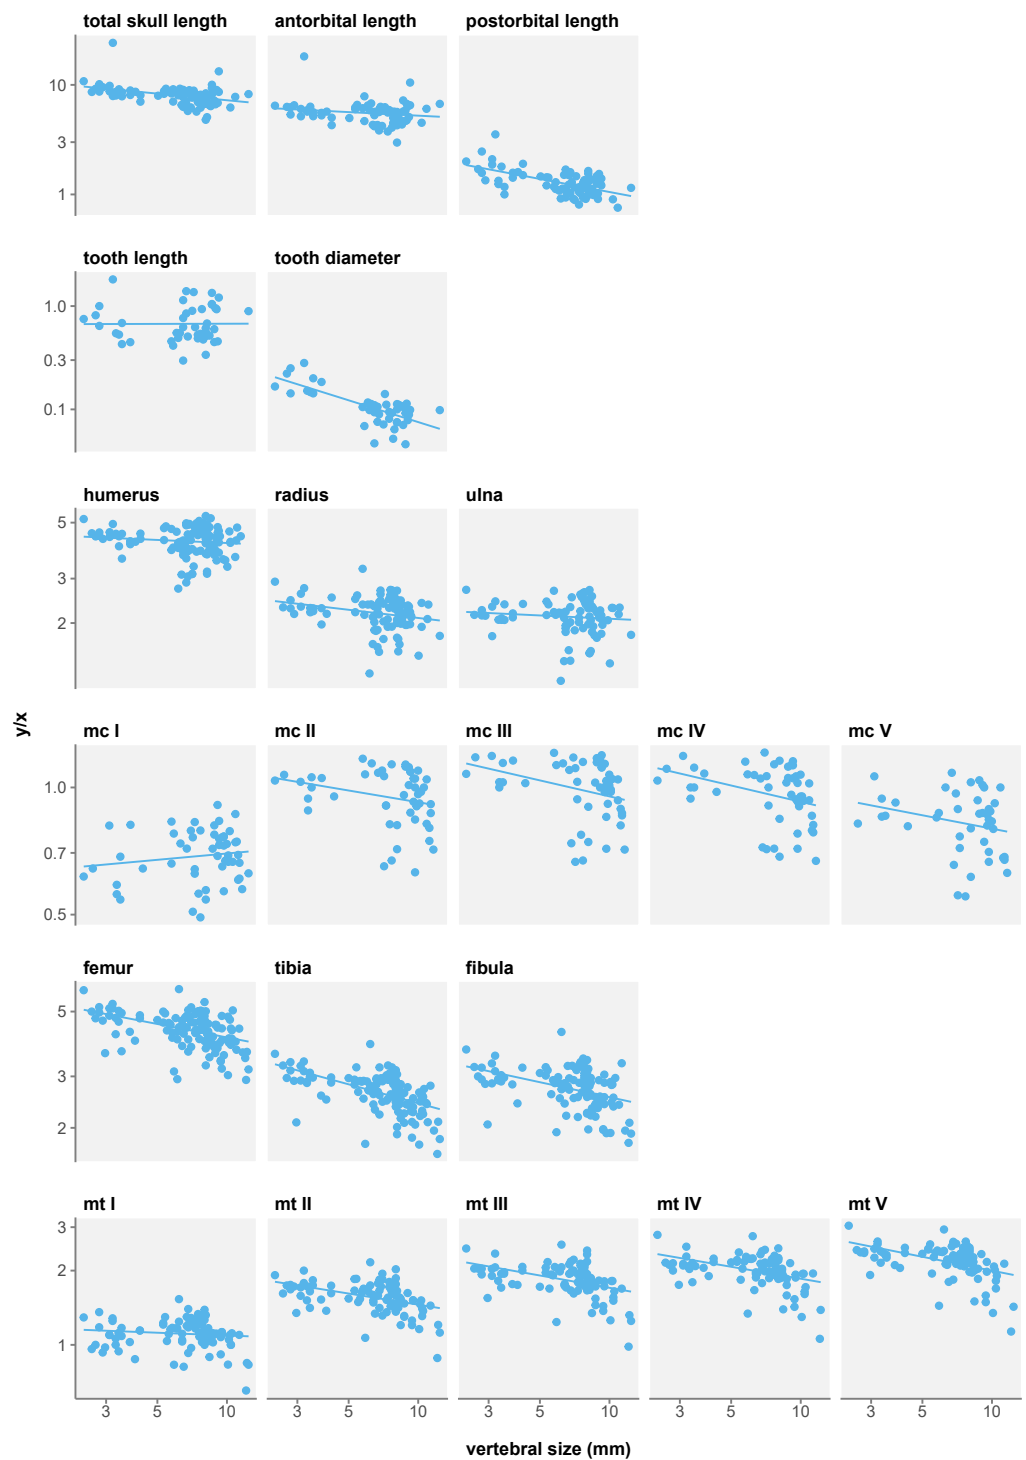 total skull length antorbital length postorbital length
10
3
1
tooth length tooth diameter
1.0
0.3
0.1
humerus radius ulna
5
3
2
y/x
mc I mc II mc III mc IV mc V
1.0
0.7
0.5
femur tibia fibula
5
3
2
mt I mt II mt III mt IV mt V
3
2
1
3 5 10 3 5 10 3 5 10 3 5 10 3 5 10
vertebral size (mm)